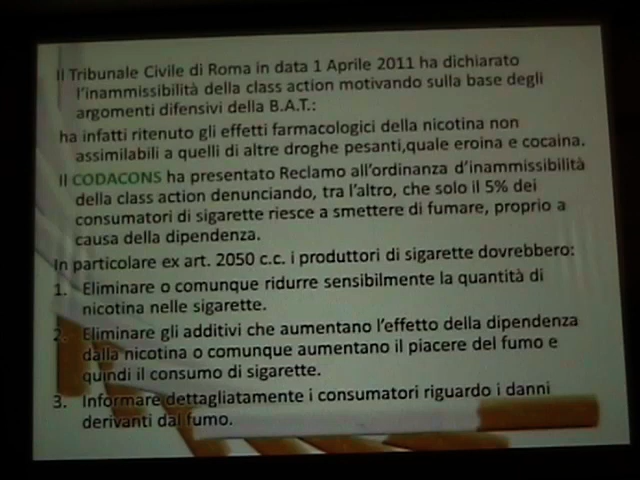 Il Tribunale Civile di Roma in data 1 Aprile 2011 ha dichiarato
l'inammissibilità della class action motivando sulla base degli
argomenti difensivi della B.A.T.:
ha infatti ritenuto gli effetti farmacologici della nicotina non
assimilabili a quelli di altre droghe pesanti,quale eroina e cocaina.
Il CODACONS ha presentato Reclamo all'ordinanza d'inammissibilità
della class action denunciando, tra l'altro, che solo il 5% dei
consumatori di sigarette riesce a smettere di fumare, proprio a
causa della dipendenza.
In particolare ex art. 2050 c.c. i produttori di sigarette dovrebbero:
1. Eliminare o comunque ridurre sensibilmente la quantità di
nicotina nelle sigarette.
2. Eliminare gli additivi che aumentano l'effetto della dipendenza
dalla nicotina o comunque aumentano il piacere del fumo e
quindi il consumo di sigarette.
3. Informare dettagliatamente i consumatori riguardo i danni
derivanti dal fumo.